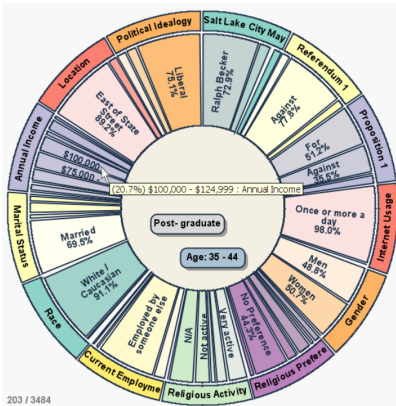 Political Idealogy
Salt Lake City May
Referendum 1
Proposition 1
Internet Usage
Gender
Religious Prefere
Religious Activity
Current Employme
Race
Marital Status
Annual Income
Location
Liberal
75.1%
Ralph Becker
72.9%
Against
77.8%
For
51.2%
Against
35.5%
Once or more a
day
98.0%
Men
48.8%
Women
50.7%
No Preference
44.3%
Very active
Not active
N/A
Employed by
someone else
White /
Caucasian
91.1%
Married
69.5%
$75,000
$100,000
East of State
Street
89.2%
(20.7%) $100,000 - $124,999 : Annual Income
Post- graduate
Age: 35 - 44
203 / 3484